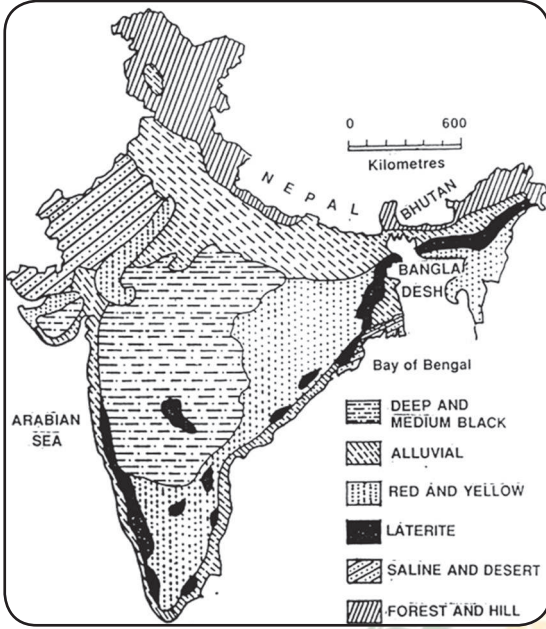 0 600
Kilometres
NEPAL
BHUTAN
BANGLA
DESH
Bay of Bengal
ARABIAN
SEA
DEEP AND
MEDIUM BLACK
ALLUVIAL
RED AND YELLOW
LATERITE
SALINE AND DESERT
FOREST AND HILL